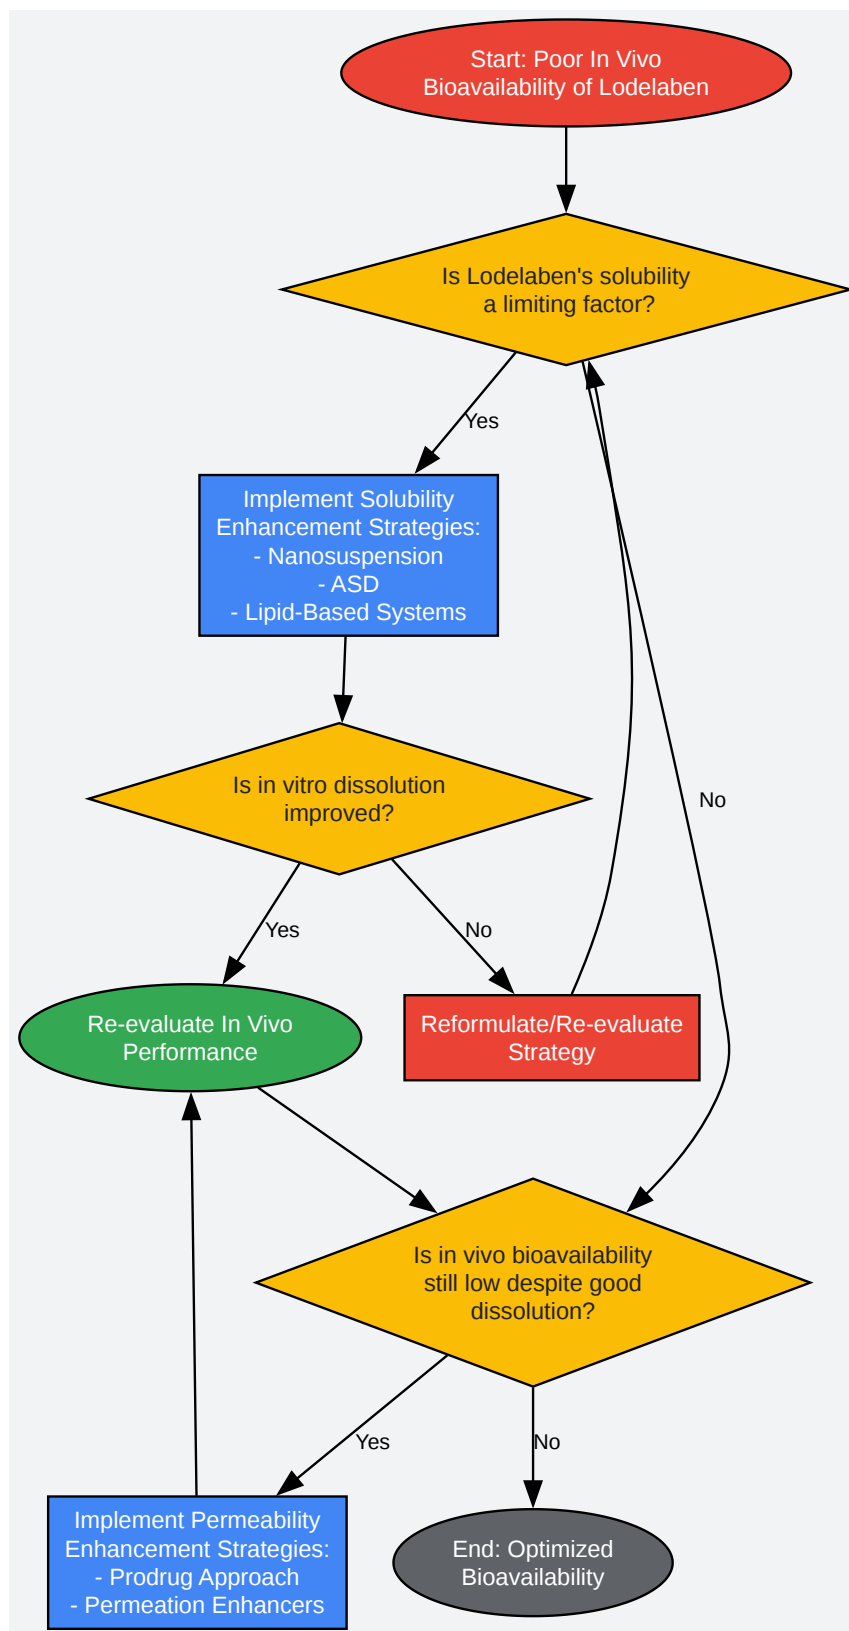 Start: Poor In Vivo
Bioavailability of Lodelaben
Is Lodelaben's solubility
a limiting factor?
Yes
Implement Solubility
Enhancement Strategies:
- Nanosuspension
- ASD
- Lipid-Based Systems
Is in vitro dissolution
improved?
No
Yes
No
Re-evaluate In Vivo
Performance
Reformulate/Re-evaluate
Strategy
Is in vivo bioavailability
still low despite good
dissolution?
Yes
No
Implement Permeability
Enhancement Strategies:
- Prodrug Approach
- Permeation Enhancers
End: Optimized
Bioavailability